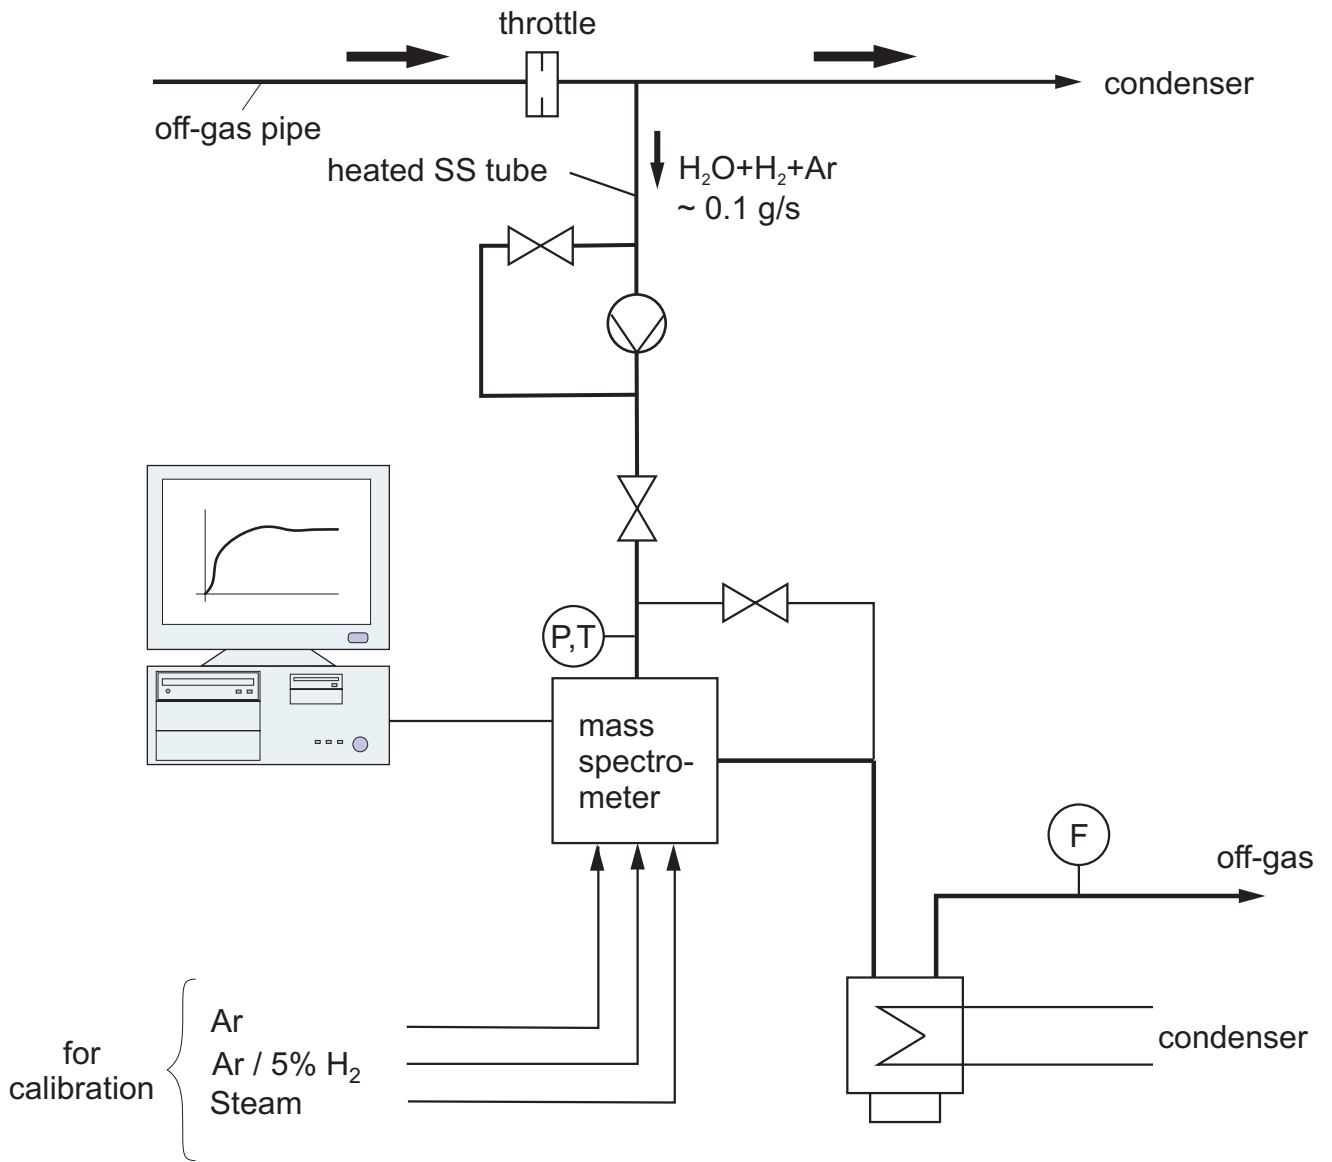 throttle
condenser
off-gas pipe
heated SS tube
H₂O+H₂+Ar
~ 0.1 g/s
P,T
mass
spectro-
meter
F
off-gas
Ar
for
calibration
Ar / 5% H₂
Steam
condenser